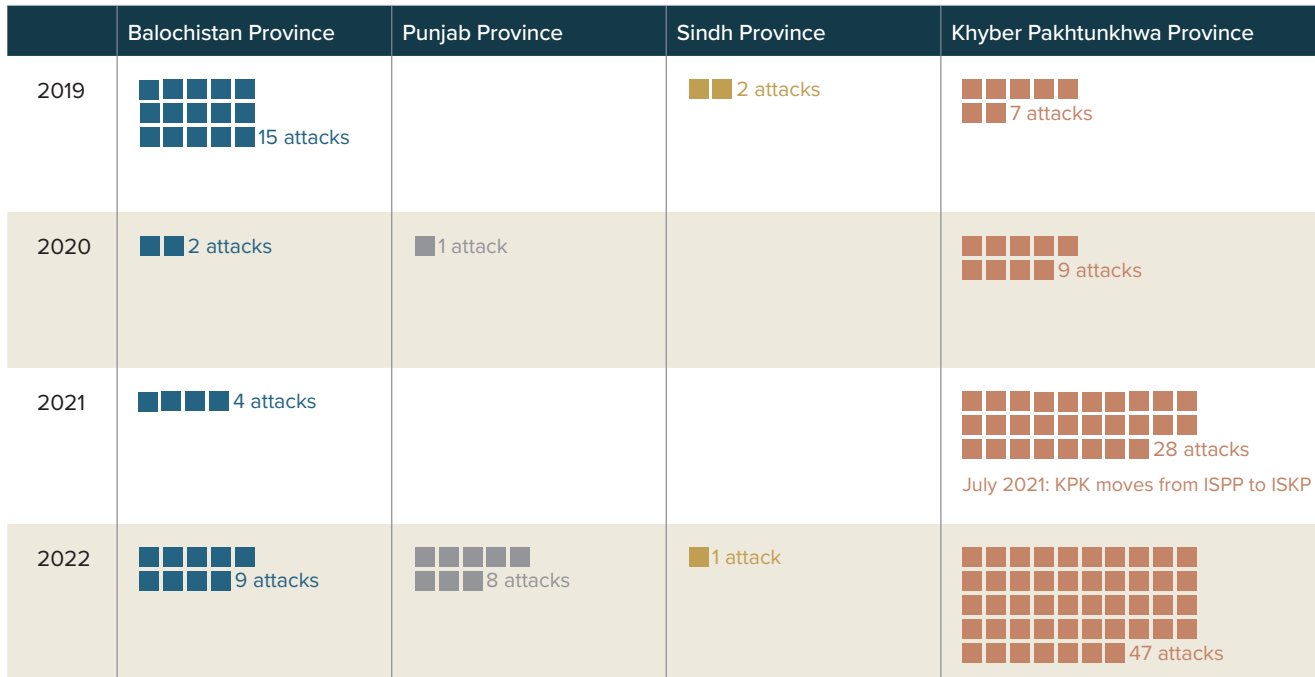 Balochistan Province Punjab Province Sindh Province Khyber Pakhtunkhwa Province
2019
15 attacks
2 attacks
7 attacks
2020
2 attacks
1 attack
9 attacks
2021
4 attacks
28 attacks
July 2021: KPK moves from ISPP to ISKP
2022
9 attacks
8 attacks
1 attack
47 attacks